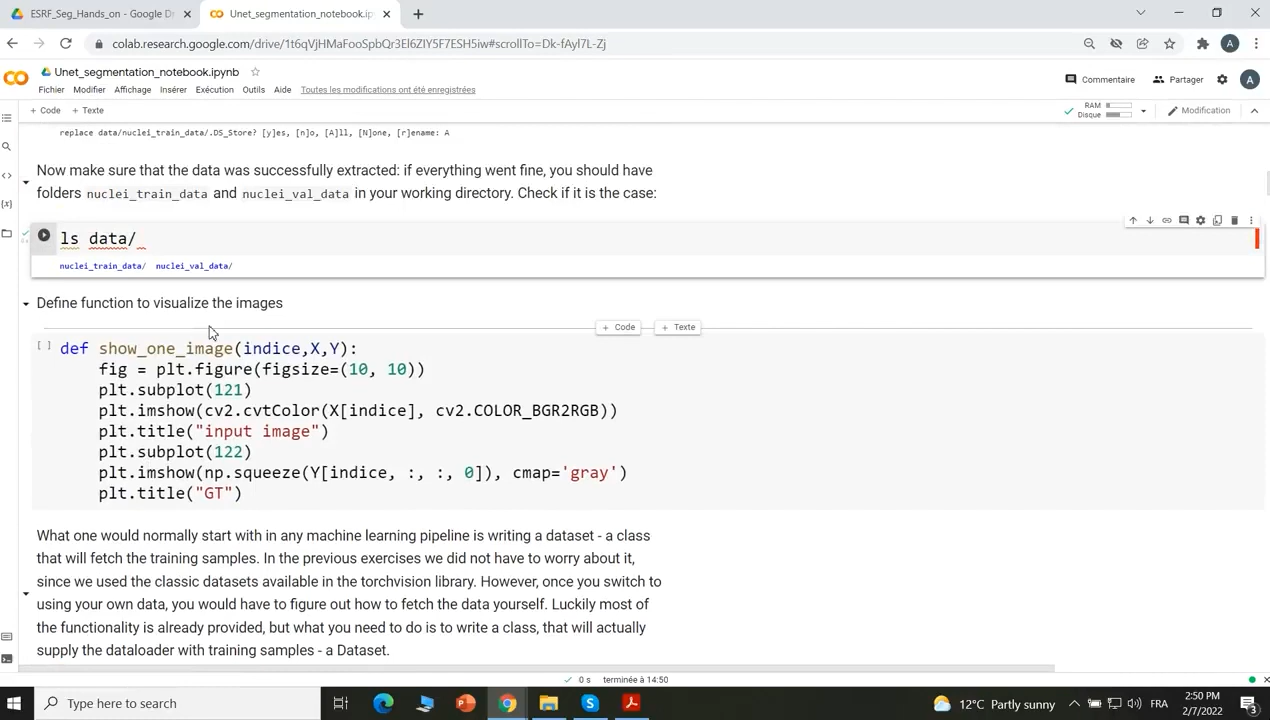 ESRF_Seg_Hands_on - Google Dr
Unet_segmentation_notebook.ipyn
colab.research.google.com/drive/1t6qVjHMaFooSpbQr3El6ZIY5F7ESH5iw#scrollTo=Dk-fAyl7L-Zj
A
Unet_segmentation_notebook.ipynb
Commentaire
Partager
A
Fichier Modifier Affichage Insérer Exécution Outils Aide Toutes les modifications ont été enregistrées
+ Code + Texte
RAM
Disque
Modification
replace data/nuclei_train_data/.DS_Store? [y]es, [n]o, [A]ll, [N]one, [r]ename: A
Now make sure that the data was successfully extracted: if everything went fine, you should have
folders nuclei_train_data and nuclei_val_data in your working directory. Check if it is the case:
ls data/
nuclei_train_data/ nuclei_val_data/
Define function to visualize the images
+ Code + Texte
[ ] def show_one_image(indice,X,Y):
fig = plt.figure(figsize=(10, 10))
plt.subplot(121)
plt.imshow(cv2.cvtColor(X[indice], cv2.COLOR_BGR2RGB))
plt.title("input image")
plt.subplot(122)
plt.imshow(np.squeeze(Y[indice, :, :, 0]), cmap='gray')
plt.title("GT")
What one would normally start with in any machine learning pipeline is writing a dataset - a class
that will fetch the training samples. In the previous exercises we did not have to worry about it,
since we used the classic datasets available in the torchvision library. However, once you switch to
using your own data, you would have to figure out how to fetch the data yourself. Luckily most of
the functionality is already provided, but what you need to do is to write a class, that will actually
supply the dataloader with training samples - a Dataset.
0 s terminée à 14:50
Type here to search
12°C Partly sunny
FRA
2:50 PM
2/7/2022
3